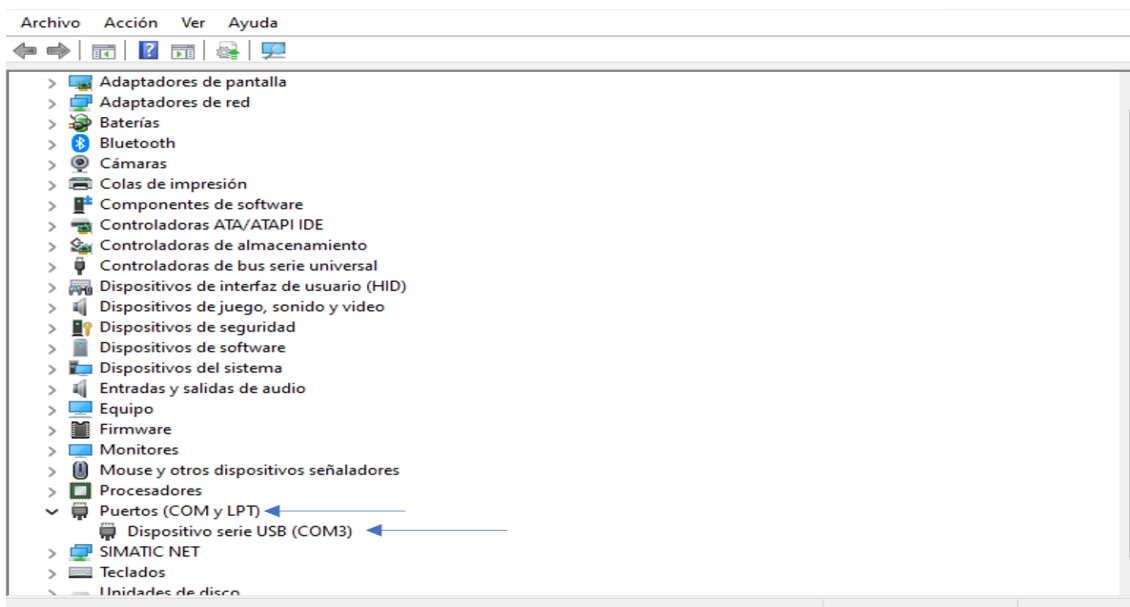 Archivo Acción Ver Ayuda
Adaptadores de pantalla
Adaptadores de red
Baterías
Bluetooth
Cámaras
Colas de impresión
Componentes de software
Controladoras ATA/ATAPI IDE
Controladoras de almacenamiento
Controladoras de bus serie universal
Dispositivos de interfaz de usuario (HID)
Dispositivos de juego, sonido y video
Dispositivos de seguridad
Dispositivos de software
Dispositivos del sistema
Entradas y salidas de audio
Equipo
Firmware
Monitores
Mouse y otros dispositivos señaladores
Procesadores
Puertos (COM y LPT)
Dispositivo serie USB (COM3)
SIMATIC NET
Teclados
Unidades de disco